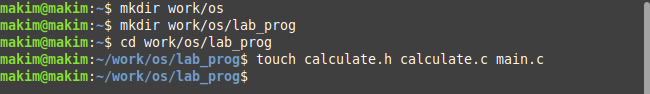 makim@makim:~$ mkdir work/os
makim@makim:~$ mkdir work/os/lab_prog
makim@makim:~$ cd work/os/lab_prog
makim@makim:~/work/os/lab_prog$ touch calculate.h calculate.c main.c
makim@makim:~/work/os/lab_prog$